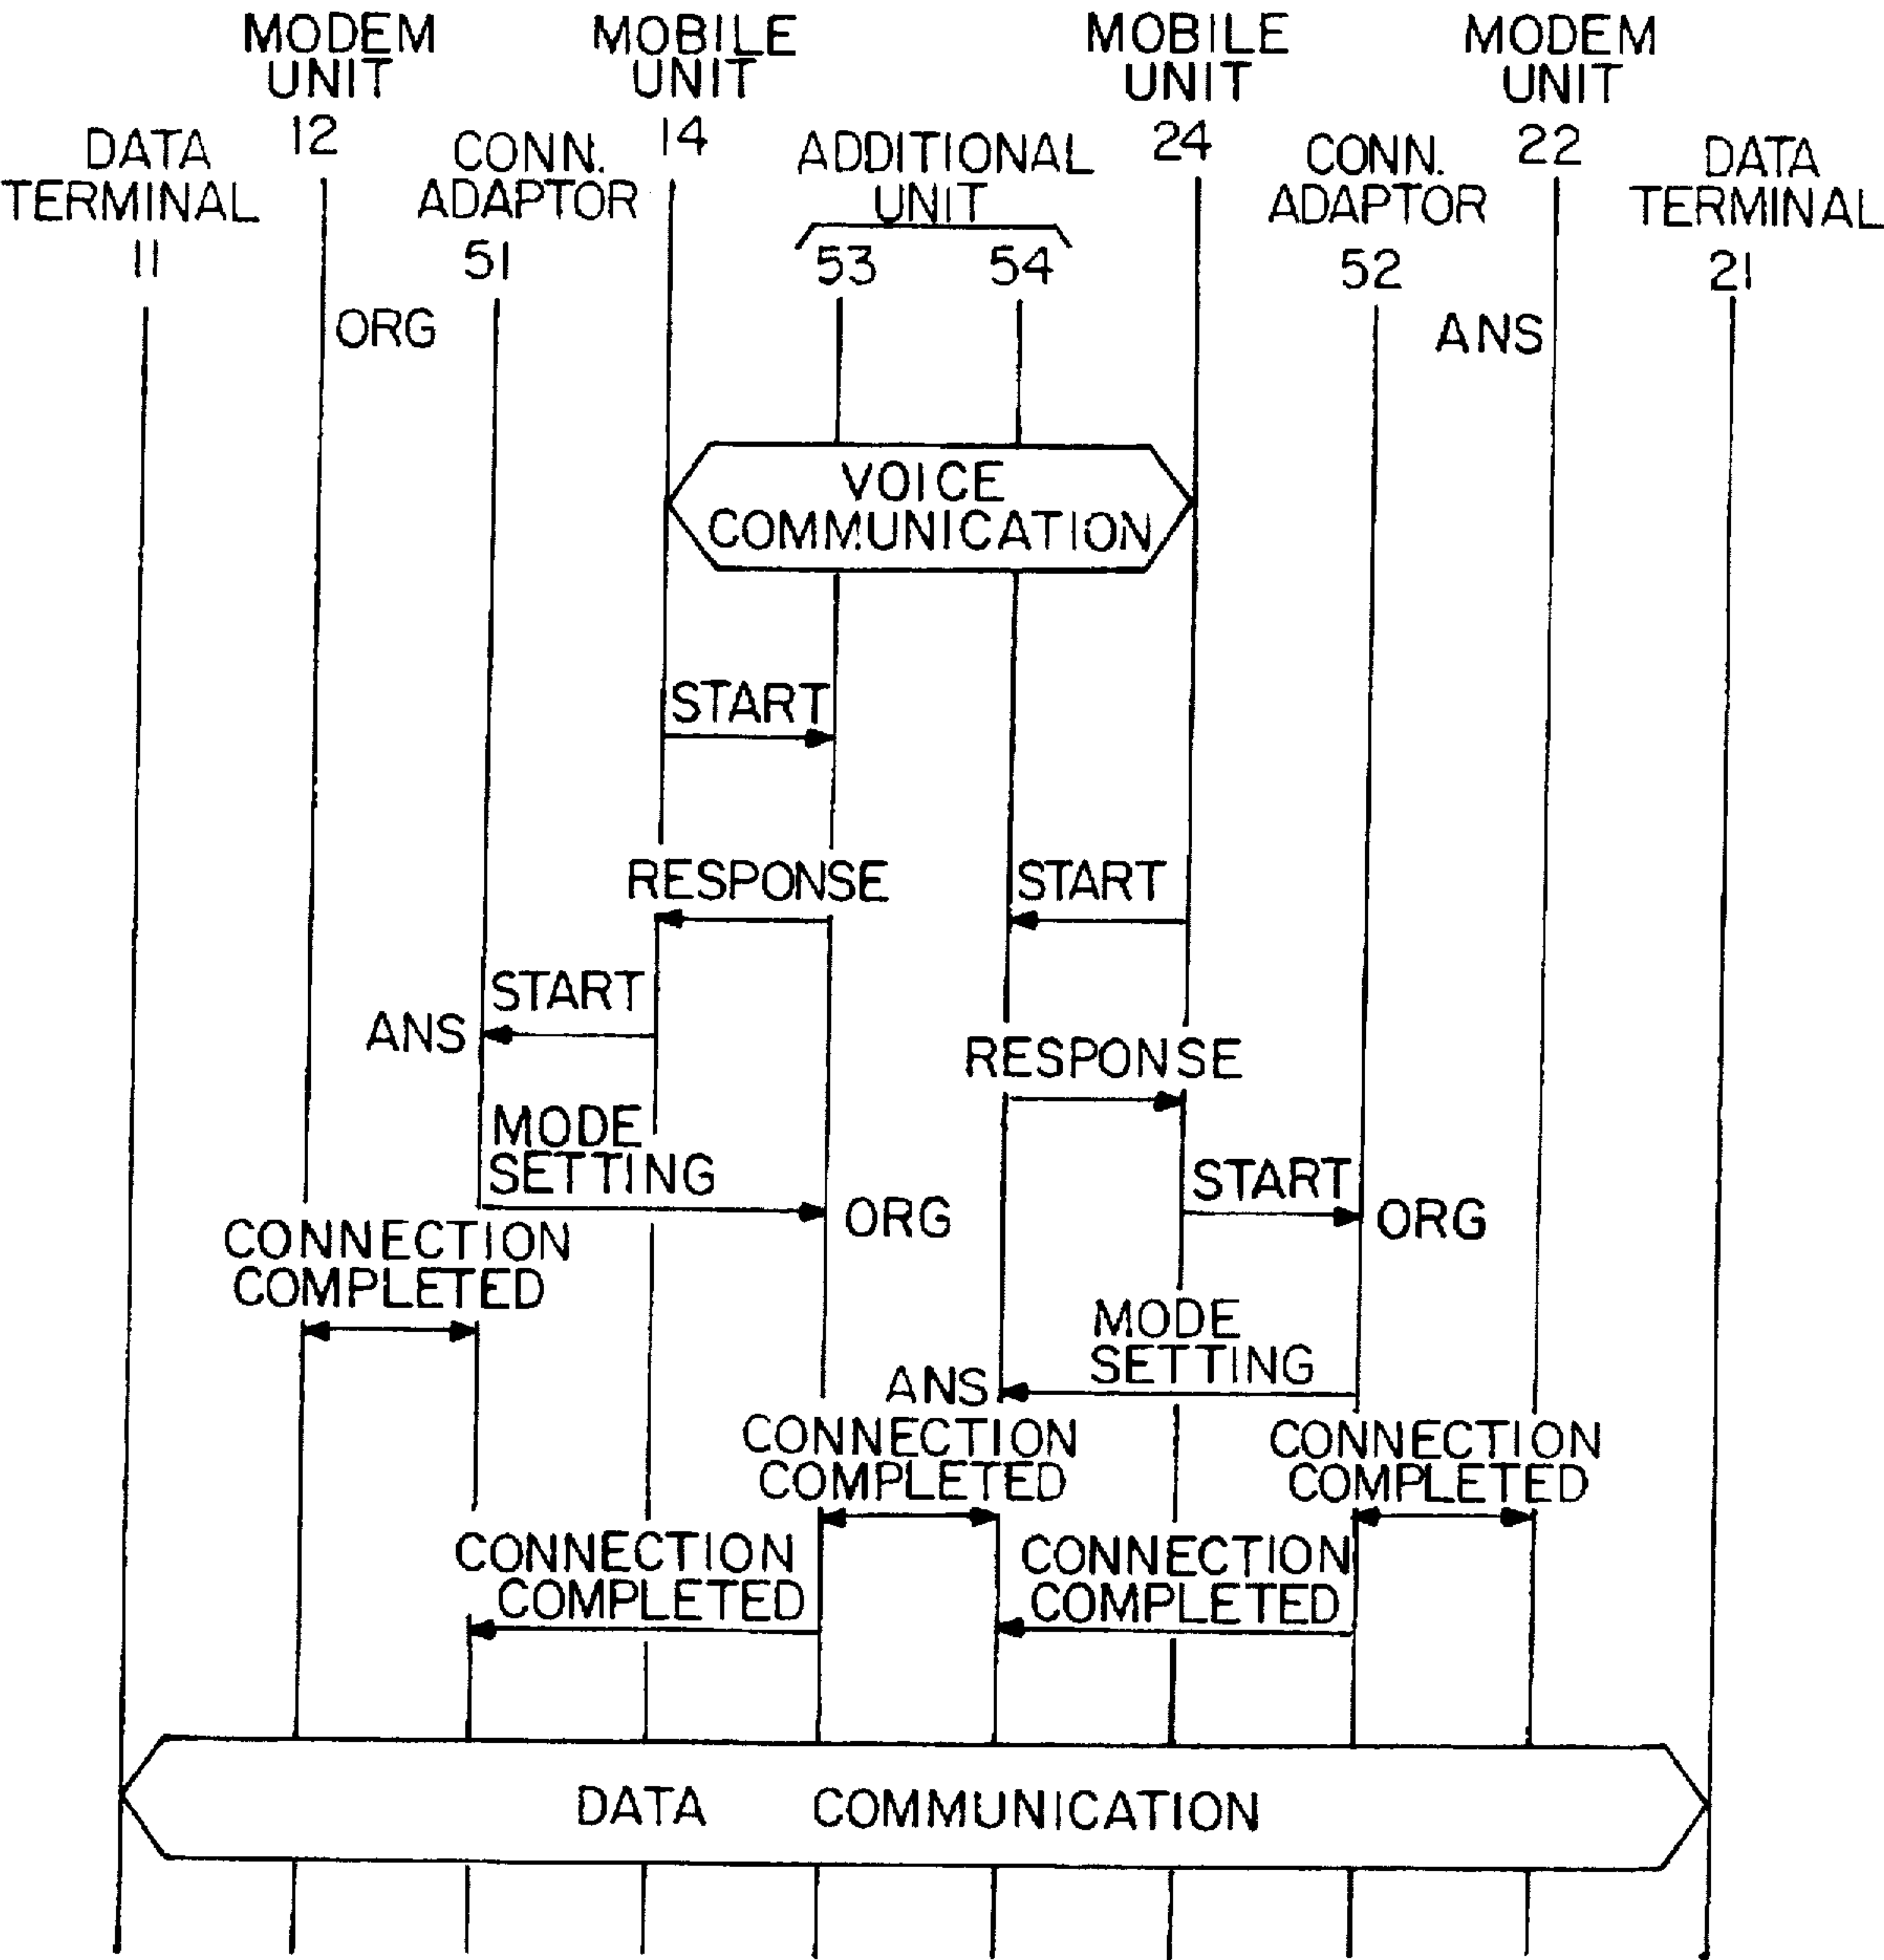 MODEM
UNIT
12
MOBILE
UNIT
14
MOBILE
UNIT
24
MODEM
UNIT
22
DATA
TERMINAL
11
CONN.
ADAPTOR
51
ADDITIONAL
UNIT
53 54
CONN.
ADAPTOR
52
DATA
TERMINAL
21
ORG
ANS
VOICE
COMMUNICATION
START
RESPONSE
START
START
ANS
RESPONSE
MODE
SETTING
ORG
START
ORG
CONNECTION
COMPLETED
MODE
SETTING
ANS
CONNECTION
COMPLETED
CONNECTION
COMPLETED
CONNECTION
COMPLETED
CONNECTION
COMPLETED
DATA COMMUNICATION